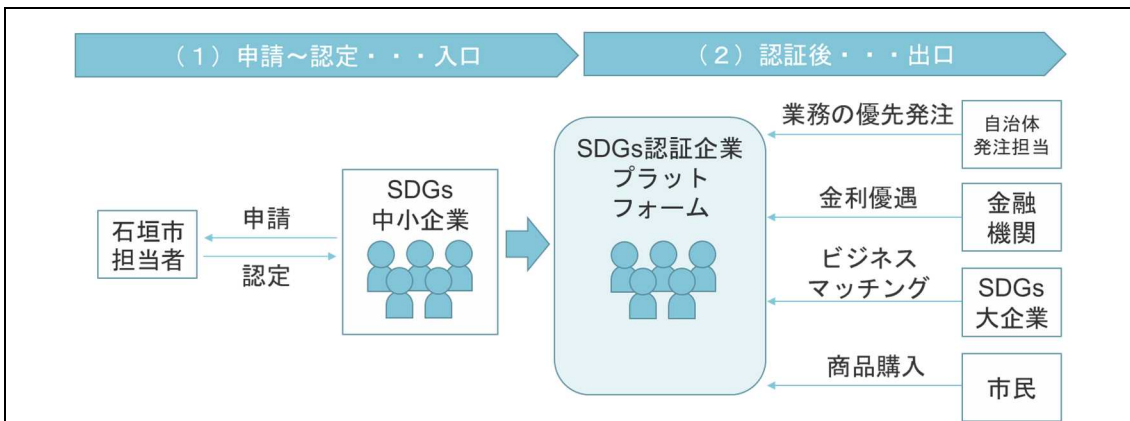 (1)申請～認定・・・入口
(2)認証後・・・出口
石垣市
担当者
申請
認定
SDGs
中小企業
SDGs認証企業
プラット
フォーム
業務の優先発注
自治体
発注担当
金利優遇
金融
機関
ビジネス
マッチング
SDGs
大企業
商品購入
市民